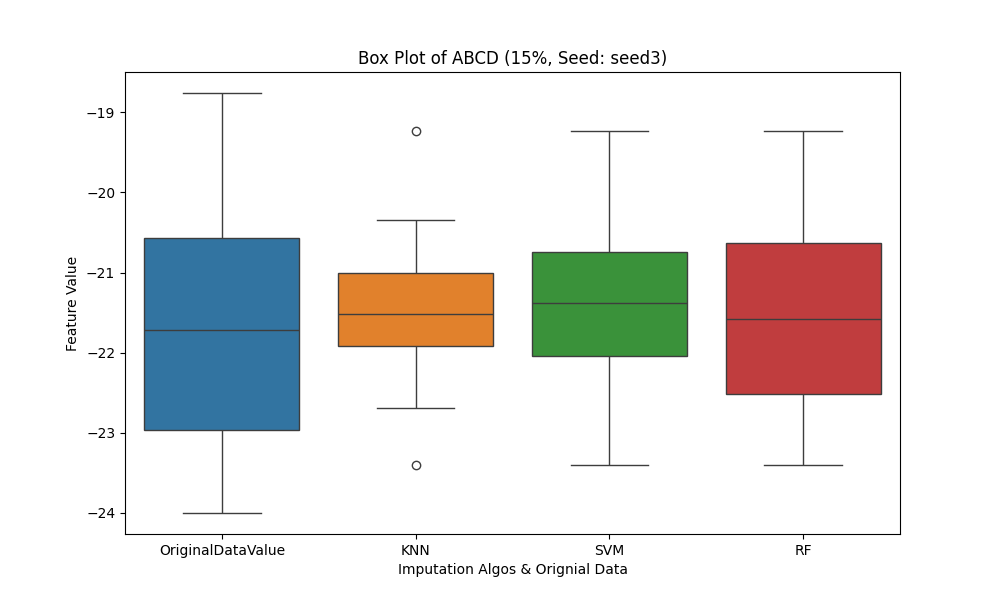 Box Plot of ABCD (15%, Seed: seed3)
Feature Value
−19
−20
−21
−22
−23
−24
OriginalDataValue KNN SVM RF
Imputation Algos & Orignial Data